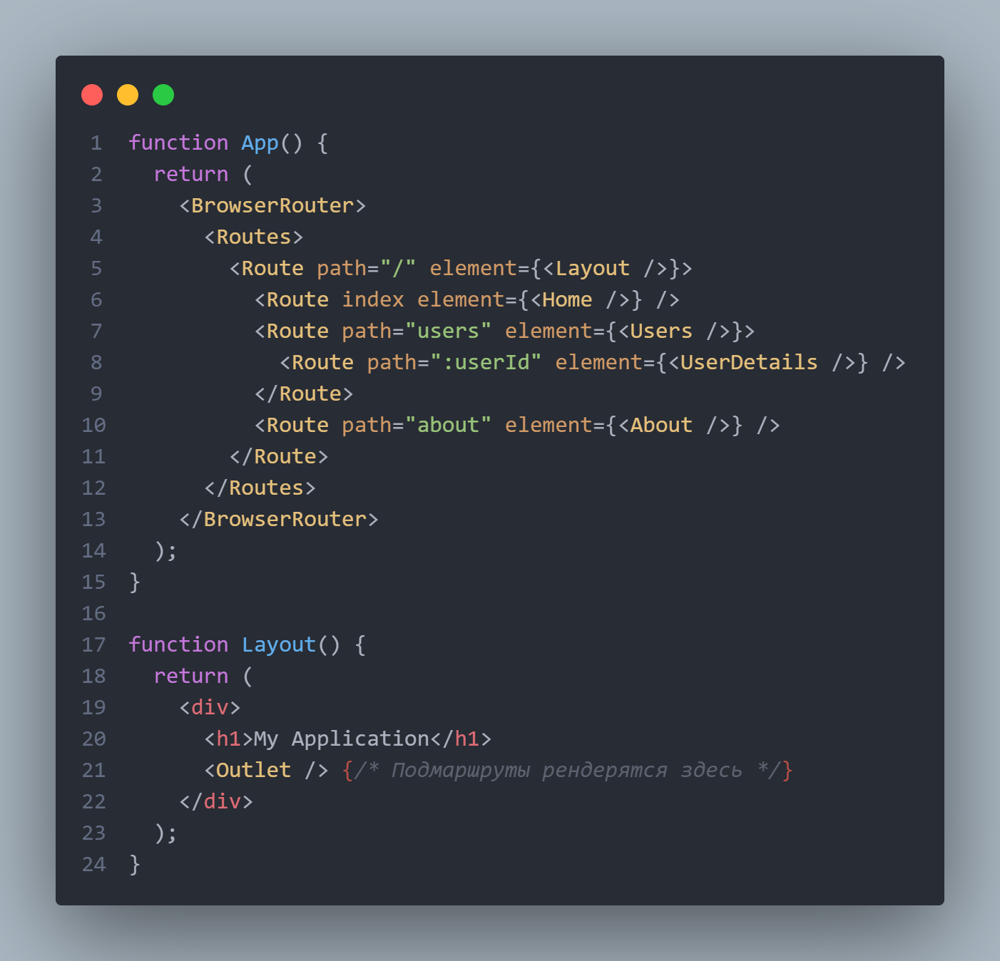 1 function App() {
2   return (
3     <BrowserRouter>
4       <Routes>
5         <Route path="/" element={<Layout />}>
6           <Route index element={<Home />} />
7           <Route path="users" element={<Users />}>
8             <Route path=":userId" element={<UserDetails />} />
9           </Route>
10           <Route path="about" element={<About />} />
11         </Route>
12       </Routes>
13     </BrowserRouter>
14   );
15 }
16
17 function Layout() {
18   return (
19     <div>
20       <h1>My Application</h1>
21       <Outlet /> {/* Подмаршруты рендерятся здесь */}
22     </div>
23   );
24 }